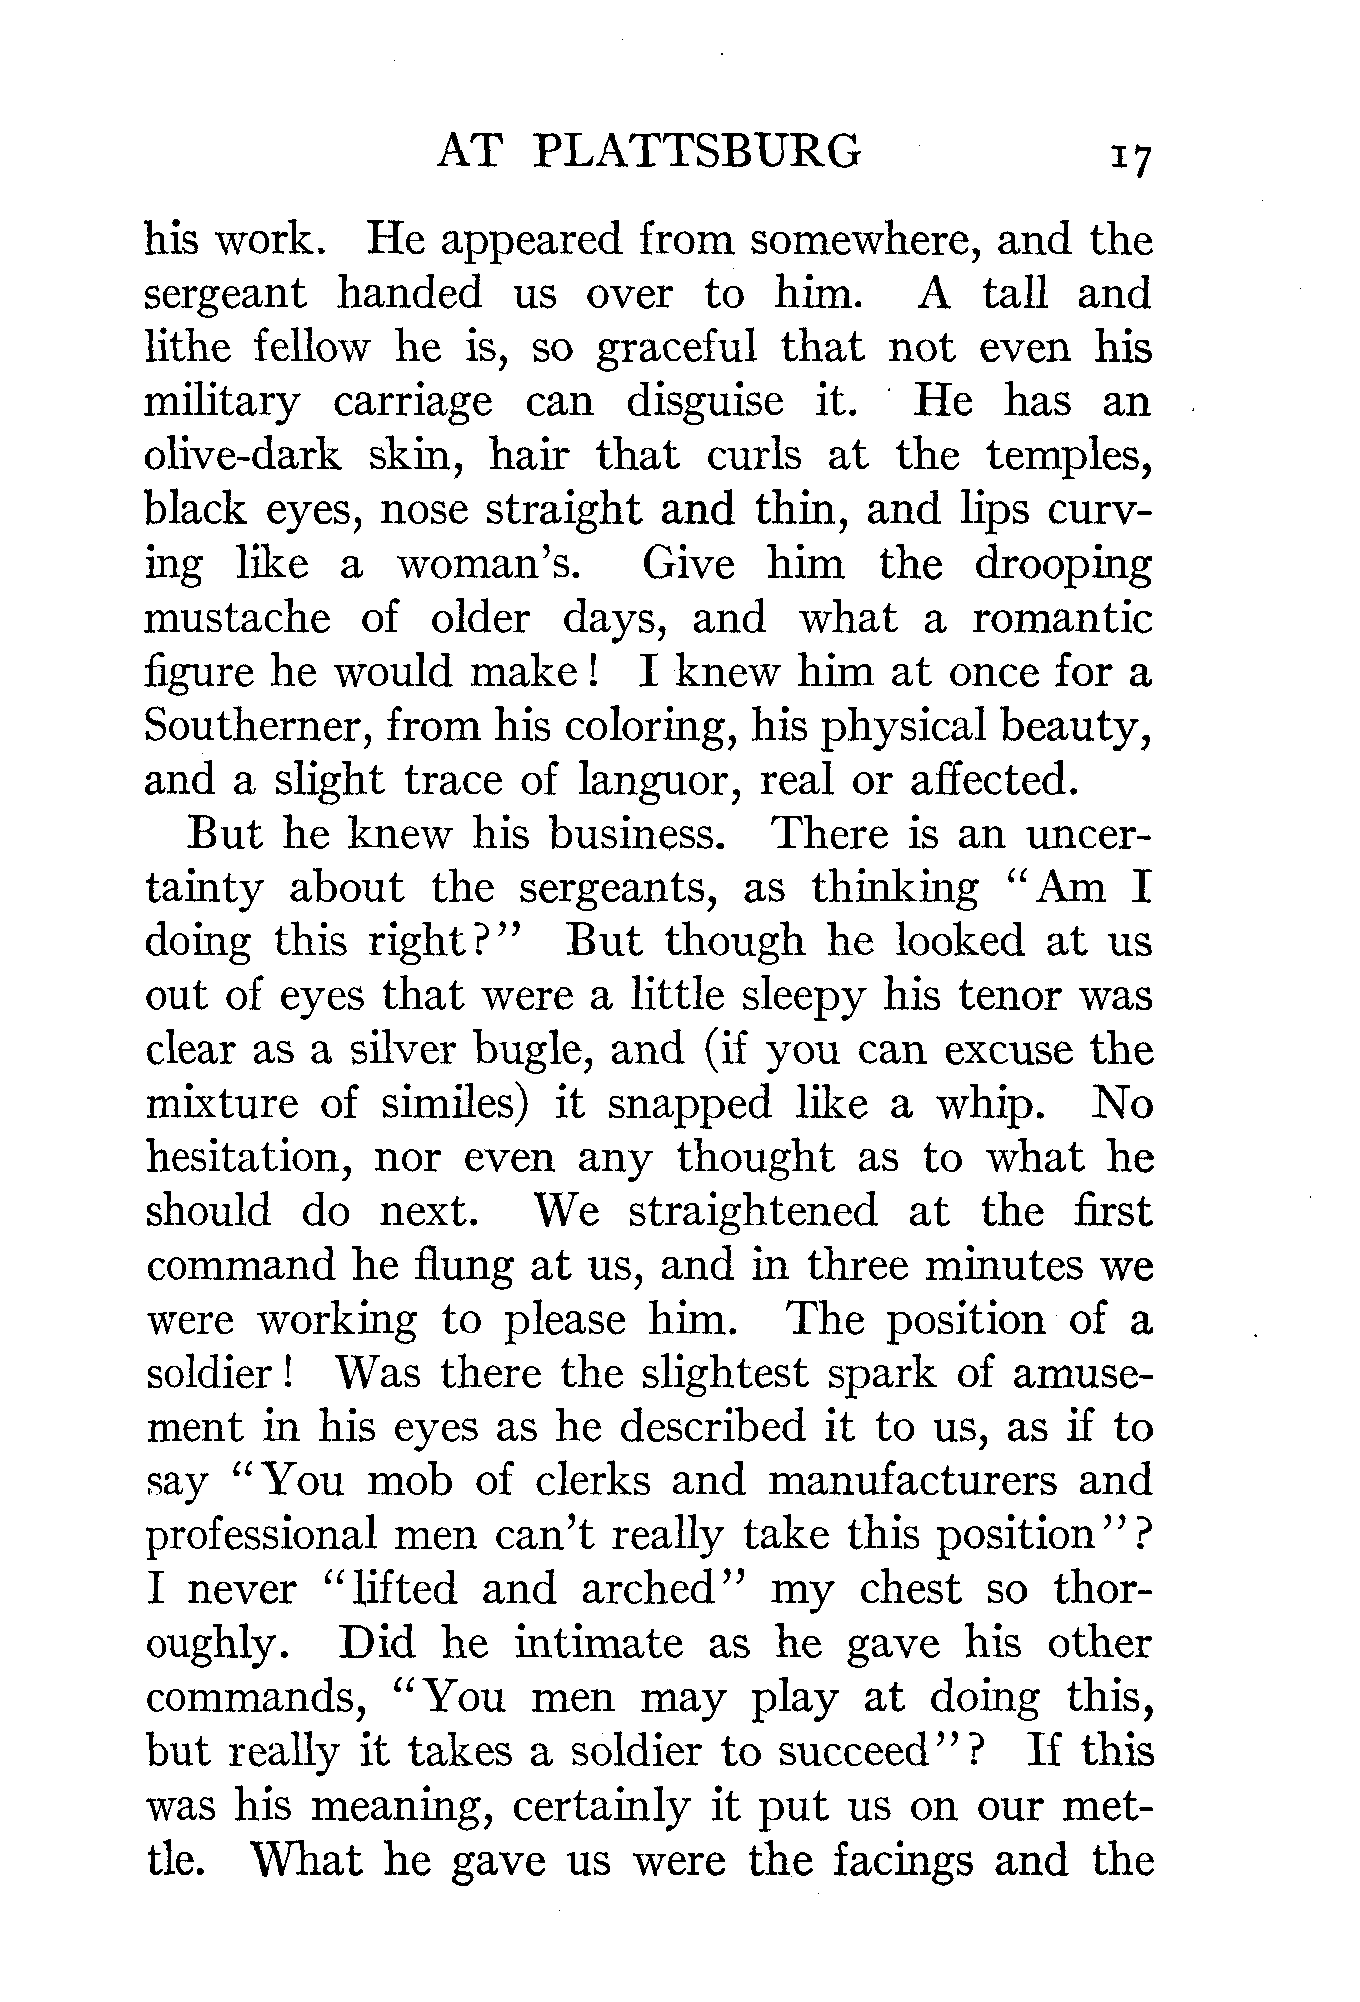 AT PLATTSBURG 17
his work. He appeared from somewhere, and the
sergeant handed us over to him. A tall and
lithe fellow he is, so graceful that not even his
military carriage can disguise it. He has an
olive-dark skin, hair that curls at the temples,
black eyes, nose straight and thin, and lips curv-
ing like a woman's. Give him the drooping
mustache of older days, and what a romantic
figure he would make! I knew him at once for a
Southerner, from his coloring, his physical beauty,
and a slight trace of languor, real or affected.
But he knew his business. There is an uncer-
tainty about the sergeants, as thinking "Am I
doing this right?" But though he looked at us
out of eyes that were a little sleepy his tenor was
clear as a silver bugle, and (if you can excuse the
mixture of similes) it snapped like a whip. No
hesitation, nor even any thought as to what he
should do next. We straightened at the first
command he flung at us, and in three minutes we
were working to please him. The position of a
soldier! Was there the slightest spark of amuse-
ment in his eyes as he described it to us, as if to
say "You mob of clerks and manufacturers and
professional men can't really take this position"?
I never "lifted and arched" my chest so thor-
oughly. Did he intimate as he gave his other
commands, "You men may play at doing this,
but really it takes a soldier to succeed"? If this
was his meaning, certainly it put us on our met-
tle. What he gave us were the facings and the